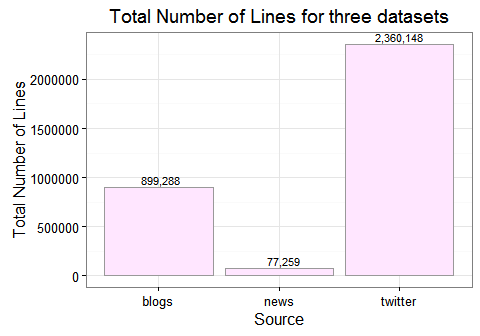 Total Number of Lines for three datasets
Total Number of Lines
2000000
1500000
1000000
500000
0
899,288
77,259
2,360,148
blogs
news
twitter
Source